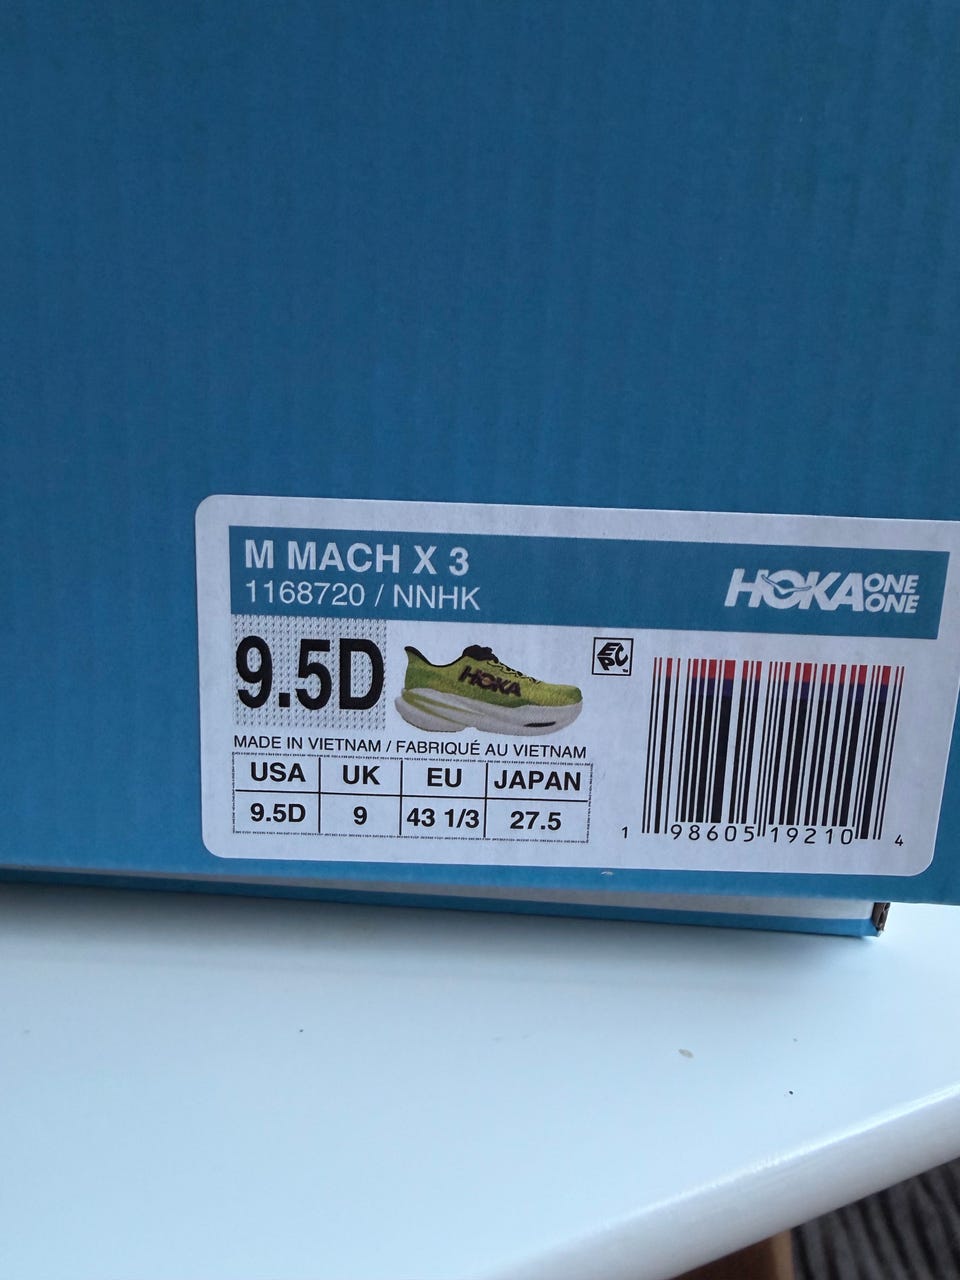 M MACH X 3
1168720 / NNHK
HOKA ONE ONE
9.5D
HOKA
EPC
MADE IN VIETNAM / FABRIQUÉ AU VIETNAM
USA UK EU JAPAN
9.5D 9 43 1/3 27.5
1 98605 19210 4